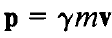 p = γmv